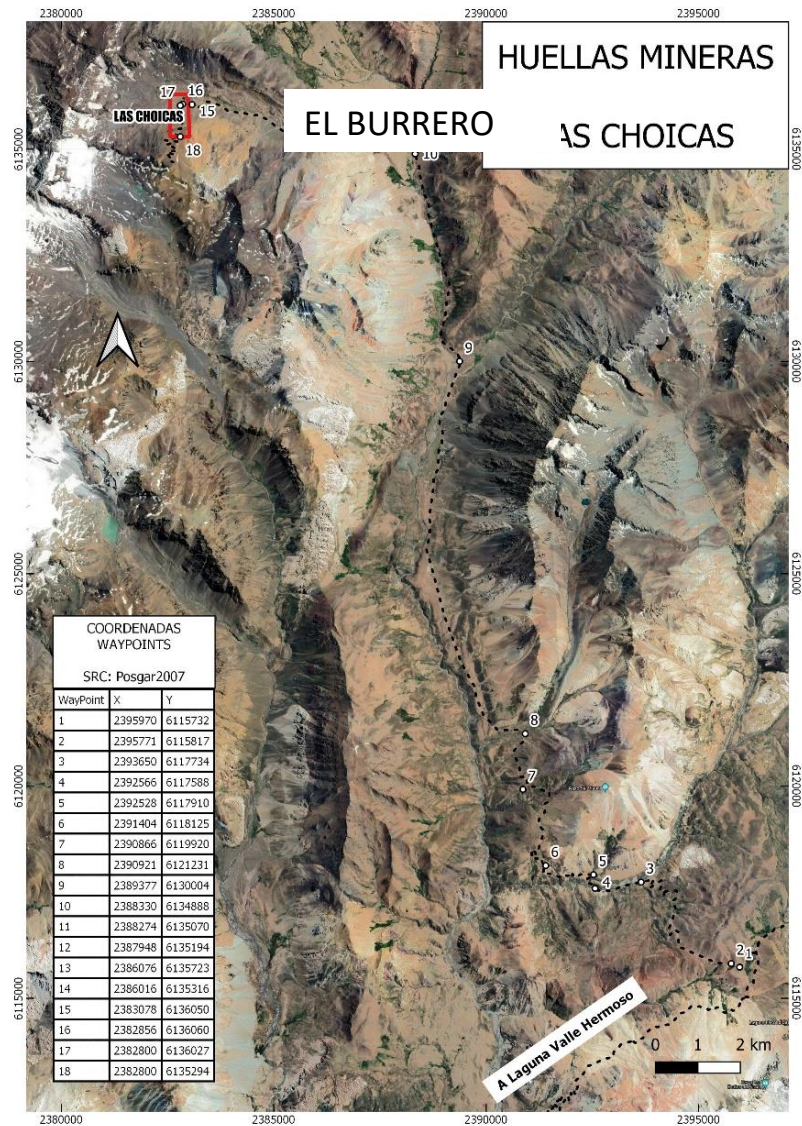 2380000
2385000
2390000
2395000
HUELLAS MINERAS
EL BURRERO
AS CHOICAS
17 16
15
LAS CHOICAS
18
10
6135000
6135000
9
6130000
6130000
6125000
6125000
8
7
6120000
6120000
6
5
4
3
2 1
6115000
6115000
A Laguna Valle Hermoso
0 1 2 km
COORDENADAS
WAYPOINTS
SRC: Posgar2007
WayPoint X Y
1 2395970 6115732
2 2395771 6115817
3 2393650 6117734
4 2392566 6117588
5 2392528 6117910
6 2391404 6118125
7 2390866 6119920
8 2390921 6121231
9 2389377 6130004
10 2388330 6134888
11 2388274 6135070
12 2387948 6135194
13 2386076 6135723
14 2386016 6135316
15 2383078 6136050
16 2382856 6136060
17 2382800 6136027
18 2382800 6135294
2380000
2385000
2390000
2395000